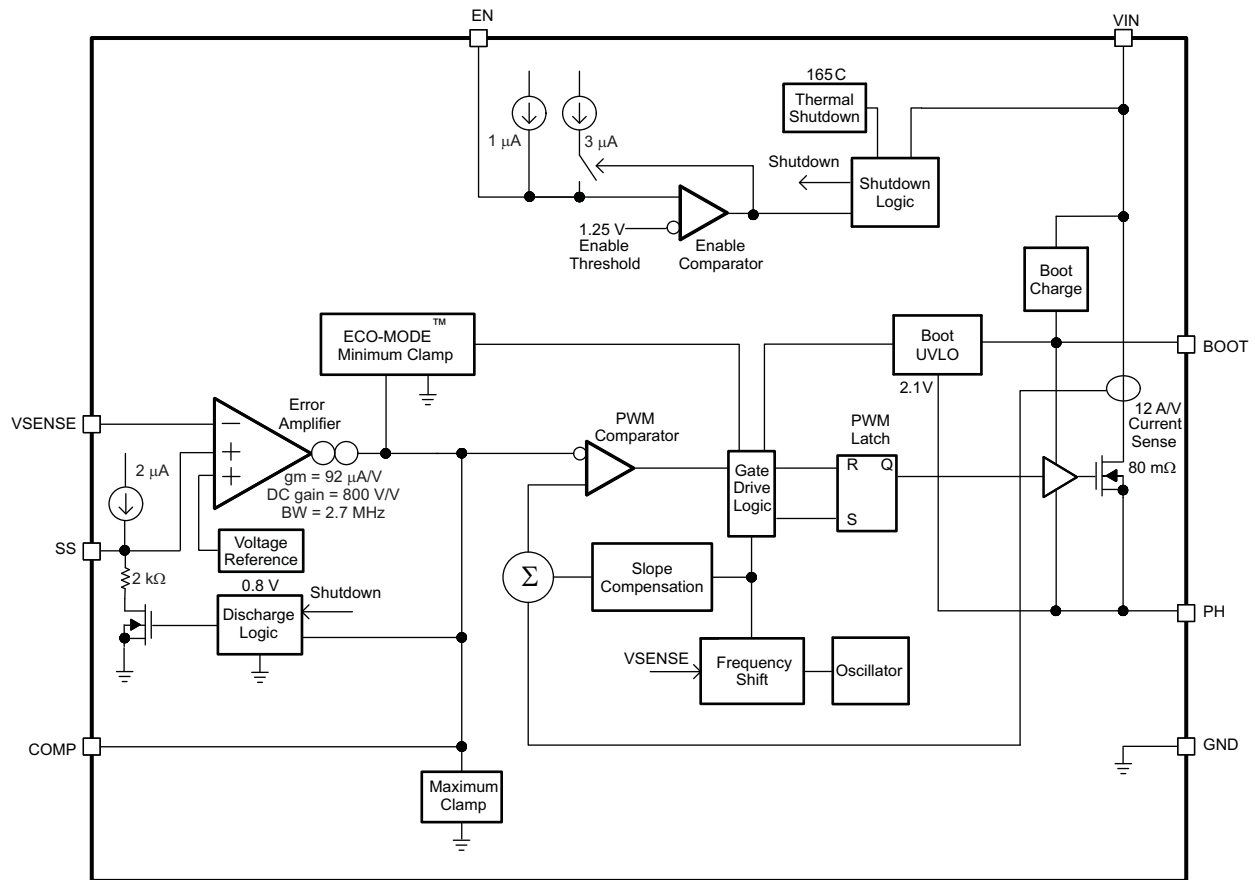 EN
VIN
165C
Thermal
Shutdown
1 µA
3 µA
Shutdown
Shutdown
Logic
1.25 V
Enable
Threshold
Enable
Comparator
Boot
Charge
ECO-MODE™
Minimum Clamp
Boot
UVLO
BOOT
2.1V
VSENSE
Error
Amplifier
PWM
Comparator
PWM
Latch
12 A/V
Current
Sense
80 mΩ
2 µA
gm = 92 µA/V
DC gain = 800 V/V
BW = 2.7 MHz
Gate
Drive
Logic
R Q
S
SS
Voltage
Reference
2 kΩ
0.8 V
Shutdown
Discharge
Logic
Σ
Slope
Compensation
PH
VSENSE
Frequency
Shift
Oscillator
COMP
GND
Maximum
Clamp